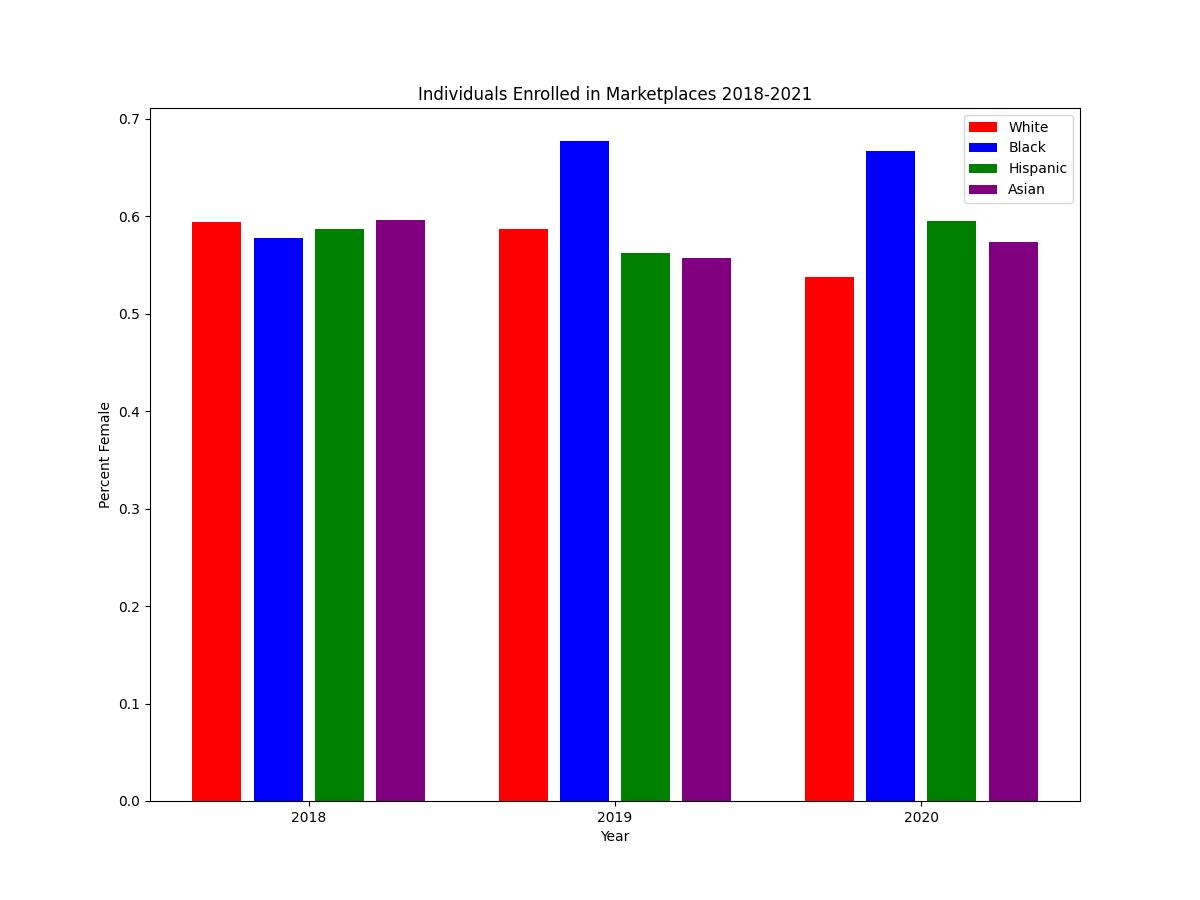 Individuals Enrolled in Marketplaces 2018-2021
White
Black
Hispanic
Asian
Percent Female
0.7
0.6
0.5
0.4
0.3
0.2
0.1
0.0
2018 2019 2020
Year